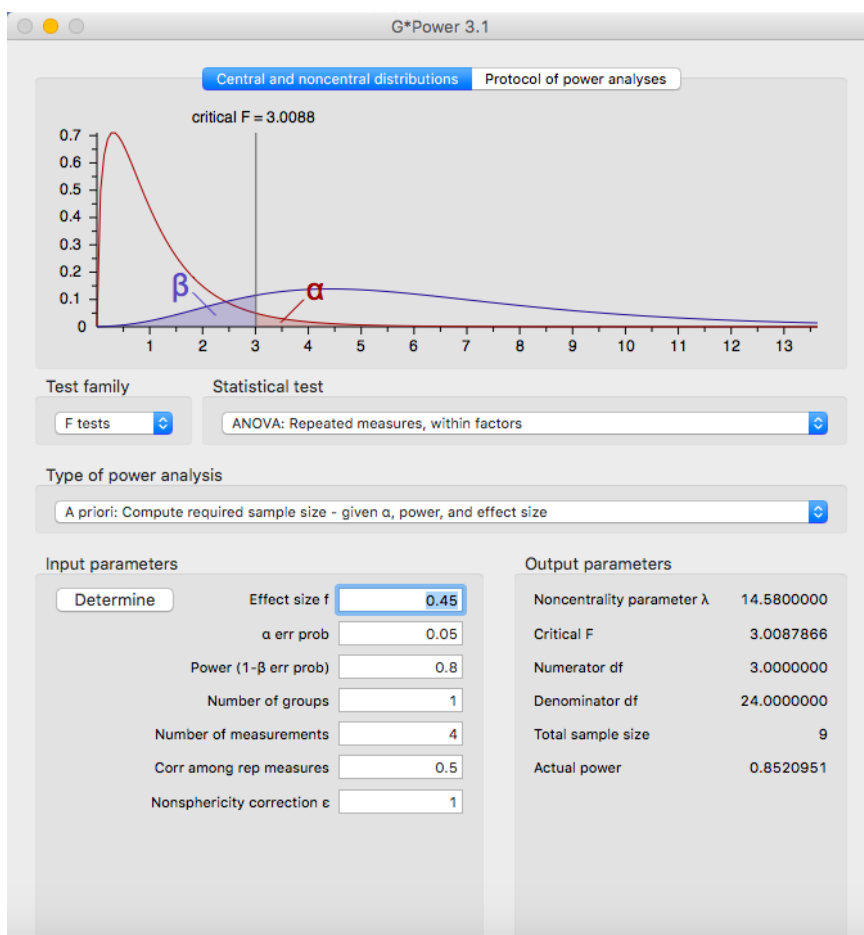 G*Power 3.1
Central and noncentral distributions Protocol of power analyses
critical F = 3.0088
0.7
0.6
0.5
0.4
0.3
0.2
0.1
0
β
α
1 2 3 4 5 6 7 8 9 10 11 12 13
Test family Statistical test
F tests ANOVA: Repeated measures, within factors
Type of power analysis
A priori: Compute required sample size - given α, power, and effect size
Input parameters Output parameters
Determine Effect size f 0.45 Noncentrality parameter λ 14.5800000
α err prob 0.05 Critical F 3.0087866
Power (1-β err prob) 0.8 Numerator df 3.0000000
Number of groups 1 Denominator df 24.0000000
Number of measurements 4 Total sample size 9
Corr among rep measures 0.5 Actual power 0.8520951
Nonsphericity correction ε 1